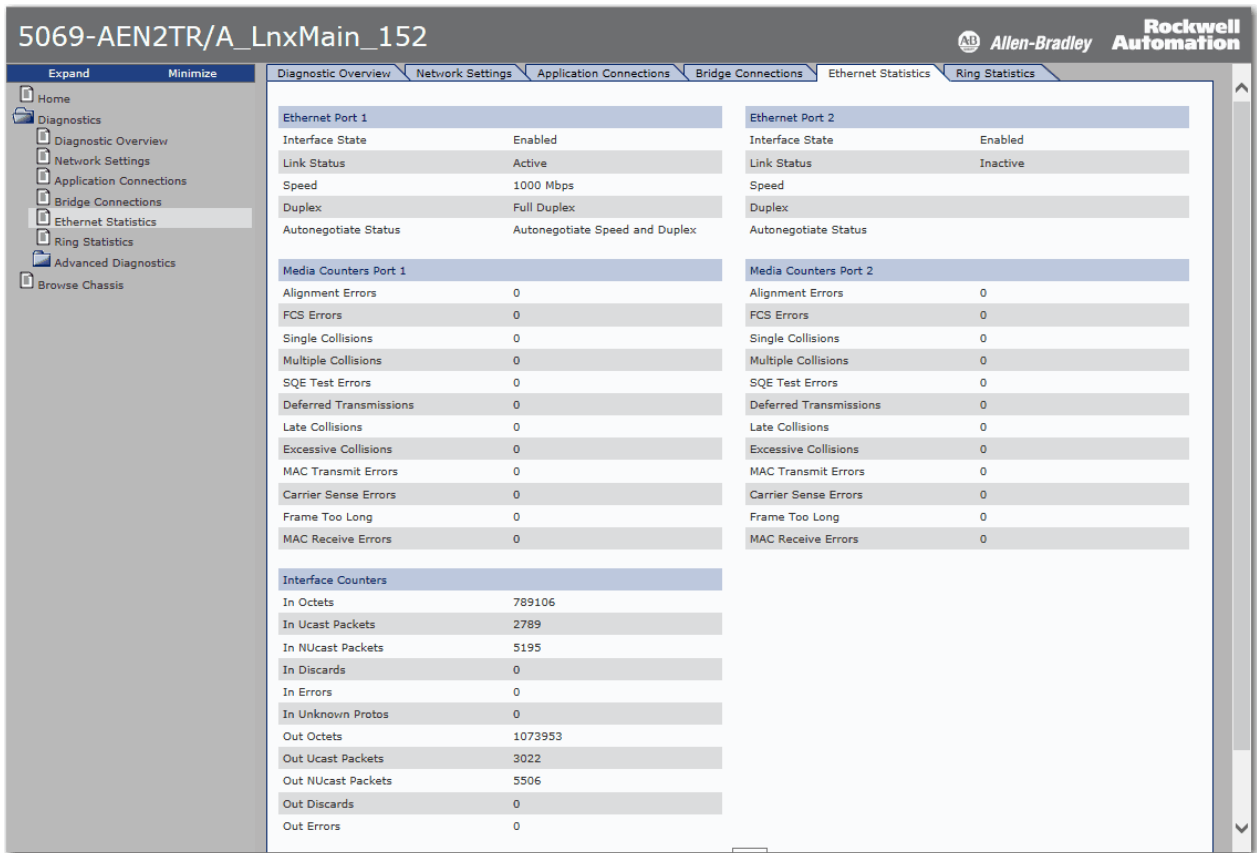 5069-AEN2TR/A_LnxMain_152
AB Allen-Bradley Rockwell Automation
Expand Minimize
Home
Diagnostics
Diagnostic Overview
Network Settings
Application Connections
Bridge Connections
Ethernet Statistics
Ring Statistics
Advanced Diagnostics
Browse Chassis
Diagnostic Overview Network Settings Application Connections Bridge Connections Ethernet Statistics Ring Statistics
Ethernet Port 1
Interface State Enabled
Link Status Active
Speed 1000 Mbps
Duplex Full Duplex
Autonegotiate Status Autonegotiate Speed and Duplex
Ethernet Port 2
Interface State Enabled
Link Status Inactive
Speed
Duplex
Autonegotiate Status
Media Counters Port 1
Alignment Errors 0
FCS Errors 0
Single Collisions 0
Multiple Collisions 0
SQE Test Errors 0
Deferred Transmissions 0
Late Collisions 0
Excessive Collisions 0
MAC Transmit Errors 0
Carrier Sense Errors 0
Frame Too Long 0
MAC Receive Errors 0
Media Counters Port 2
Alignment Errors 0
FCS Errors 0
Single Collisions 0
Multiple Collisions 0
SQE Test Errors 0
Deferred Transmissions 0
Late Collisions 0
Excessive Collisions 0
MAC Transmit Errors 0
Carrier Sense Errors 0
Frame Too Long 0
MAC Receive Errors 0
Interface Counters
In Octets 789106
In Ucast Packets 2789
In NUcast Packets 5195
In Discards 0
In Errors 0
In Unknown Protos 0
Out Octets 1073953
Out Ucast Packets 3022
Out NUcast Packets 5506
Out Discards 0
Out Errors 0